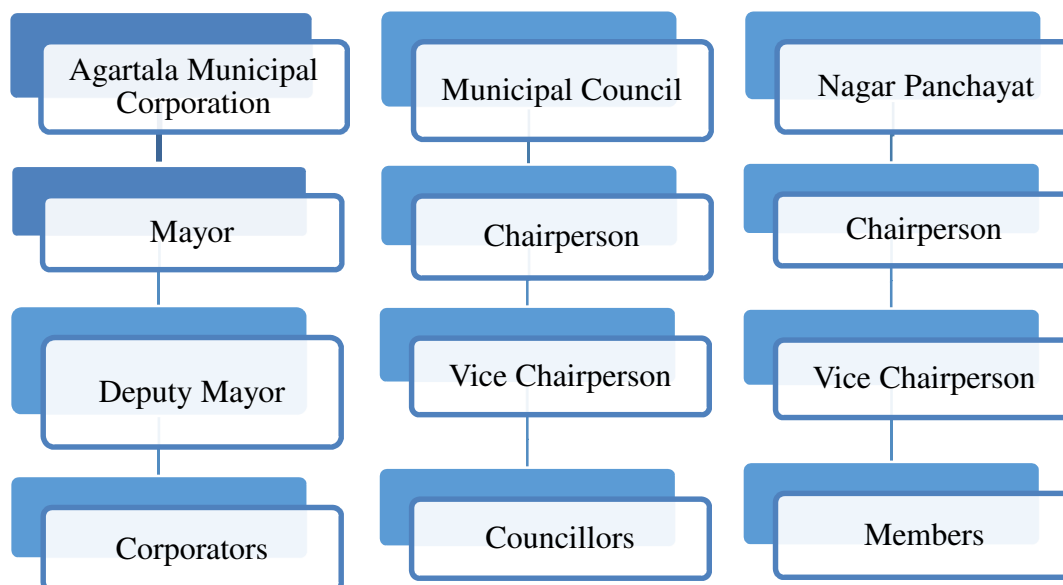 Agartala Municipal
Corporation
Mayor
Deputy Mayor
Corporators
Municipal Council
Chairperson
Vice Chairperson
Councillors
Nagar Panchayat
Chairperson
Vice Chairperson
Members